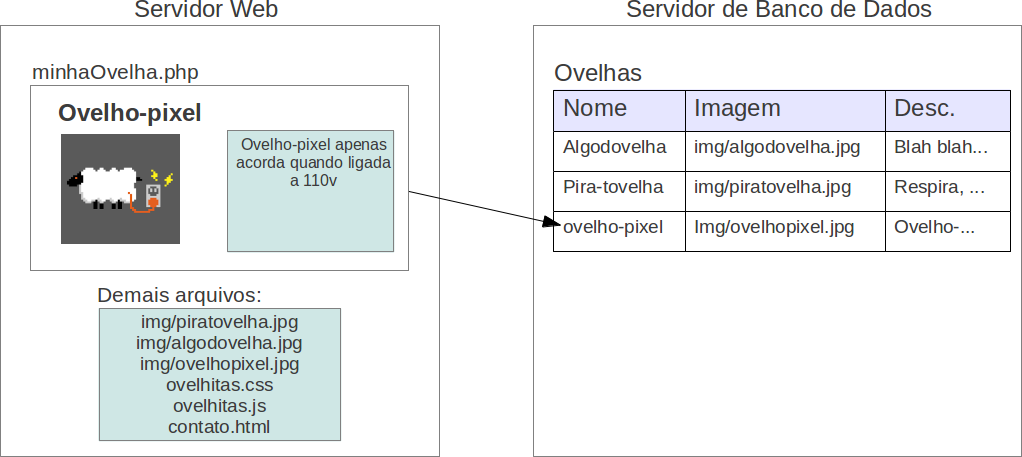 Servidor Web
minhaOvelha.php
Ovelho-pixel
Ovelho-pixel apenas
acorda quando ligada
a 110v
Demais arquivos:
img/piratovelha.jpg
img/algodovelha.jpg
img/ovelhopixel.jpg
ovelhitas.css
ovelhitas.js
contato.html
Servidor de Banco de Dados
Ovelhas
Nome Imagem Desc.
Algodovelha img/algodovelha.jpg Blah blah...
Pira-tovelha img/piratovelha.jpg Respira, ...
ovelho-pixel Img/ovelhopixel.jpg Ovelho-...